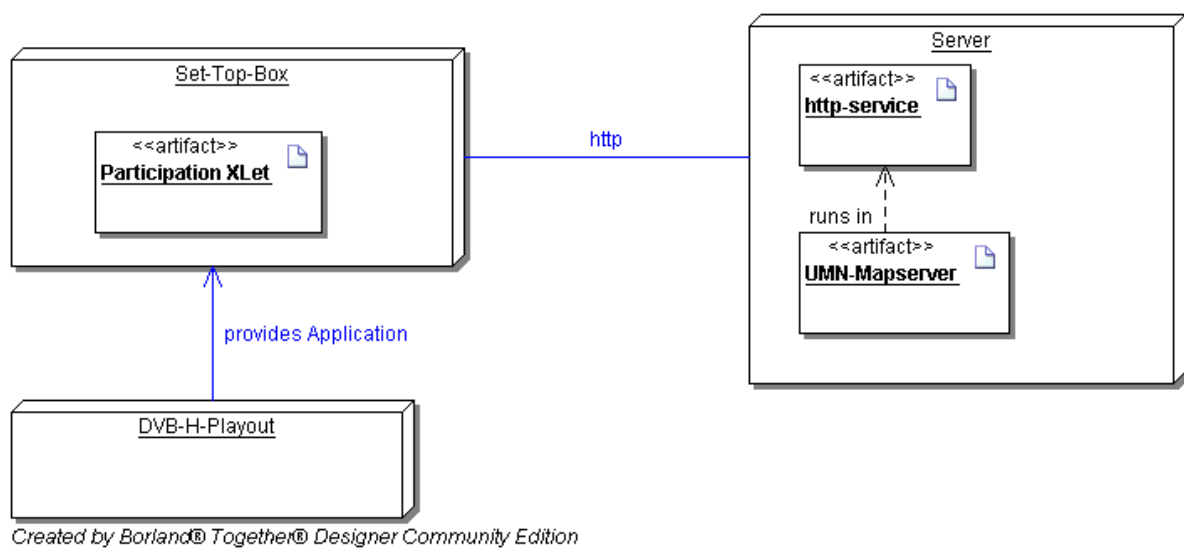 Server
<<artifact>>
http-service
Set-Top-Box
<<artifact>>
Participation XLet
http
runs in
<<artifact>>
UMN-Mapserver
provides Application
DVB-H-Playout
Created by Borland® Together® Designer Community Edition